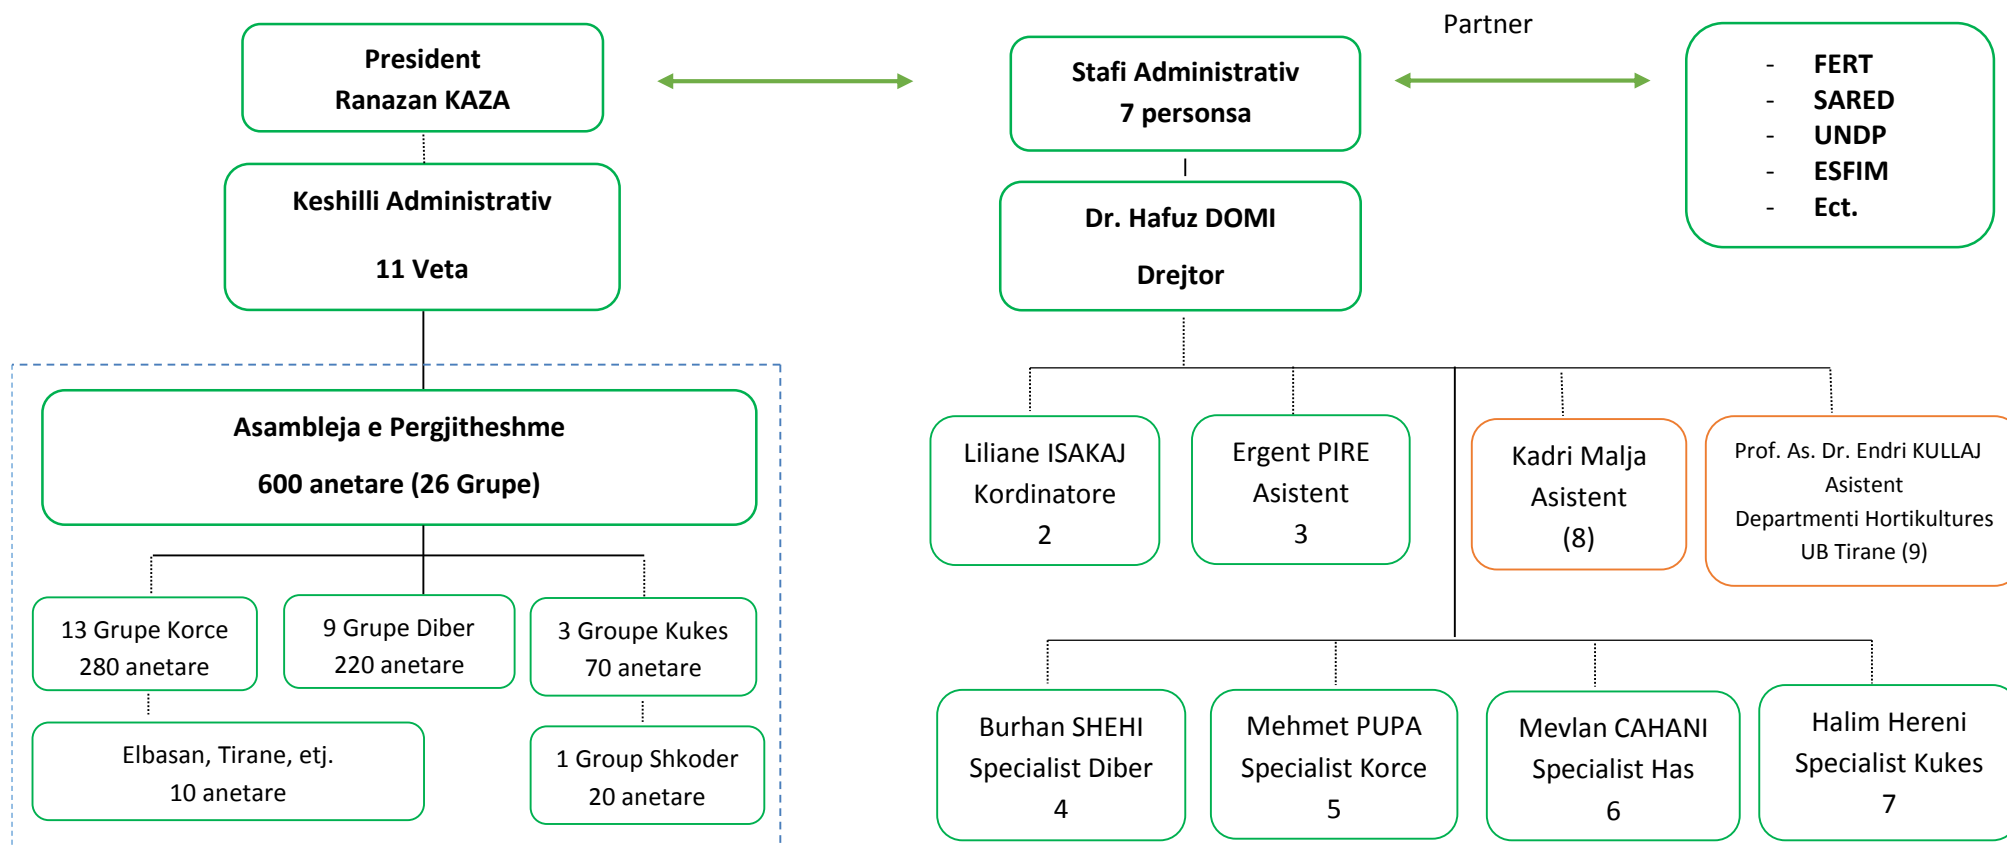 Partner
President
Ranazan KAZA
Stafi Administrativ
7 personsa
- FERT
- SARED
- UNDP
- ESFIM
- Ect.
Keshilli Administrativ
11 Veta
Dr. Hafuz DOMI
Drejtor
Asambleja e Pergjitheshme
600 anetare (26 Grupe)
13 Grupe Korce
280 anetare
9 Grupe Diber
220 anetare
3 Groupe Kukes
70 anetare
Elbasan, Tirane, etj.
10 anetare
1 Group Shkoder
20 anetare
Liliane ISAKAJ
Kordinatore
2
Ergent PIRE
Asistent
3
Kadri Malja
Asistent
(8)
Prof. As. Dr. Endri KULLAJ
Asistent
Departmenti Hortikultures
UB Tirane (9)
Burhan SHEHI
Specialist Diber
4
Mehmet PUPA
Specialist Korce
5
Mevlan CAHANI
Specialist Has
6
Halim Hereni
Specialist Kukes
7